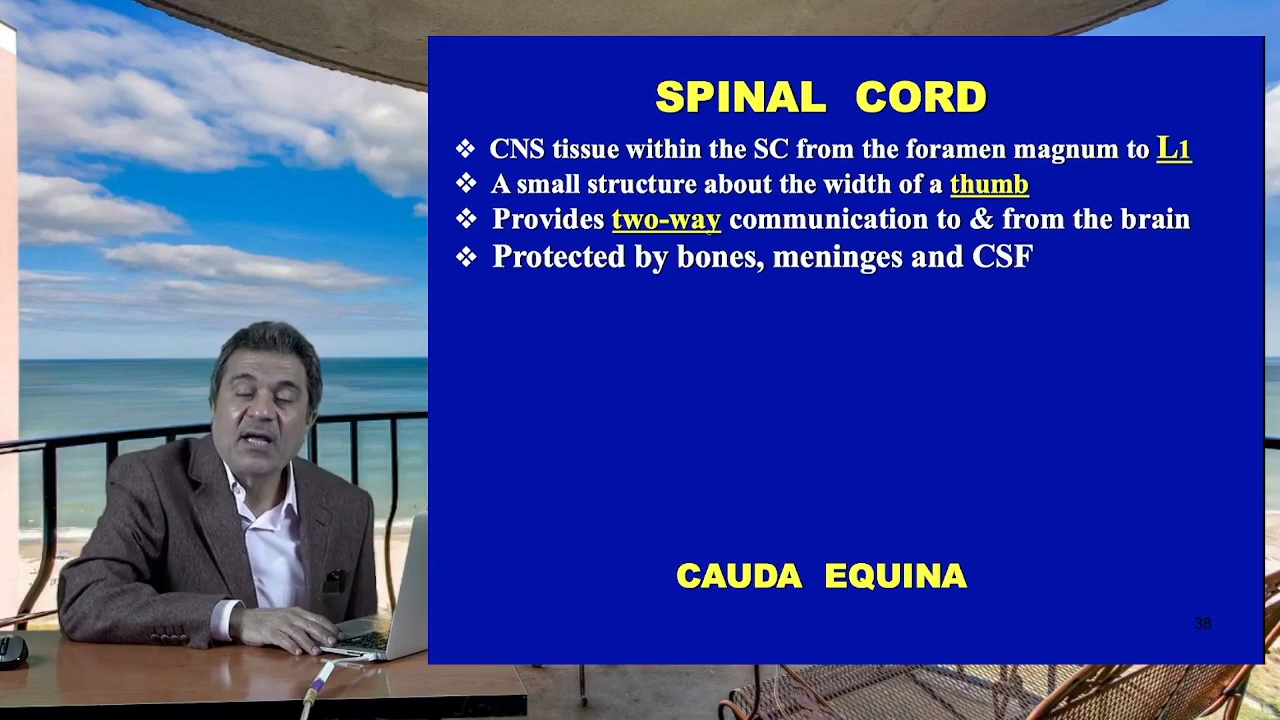 SPINAL CORD
❖ CNS tissue within the SC from the foramen magnum to L1
❖ A small structure about the width of a thumb
❖ Provides two-way communication to & from the brain
❖ Protected by bones, meninges and CSF
CAUDA EQUINA
38